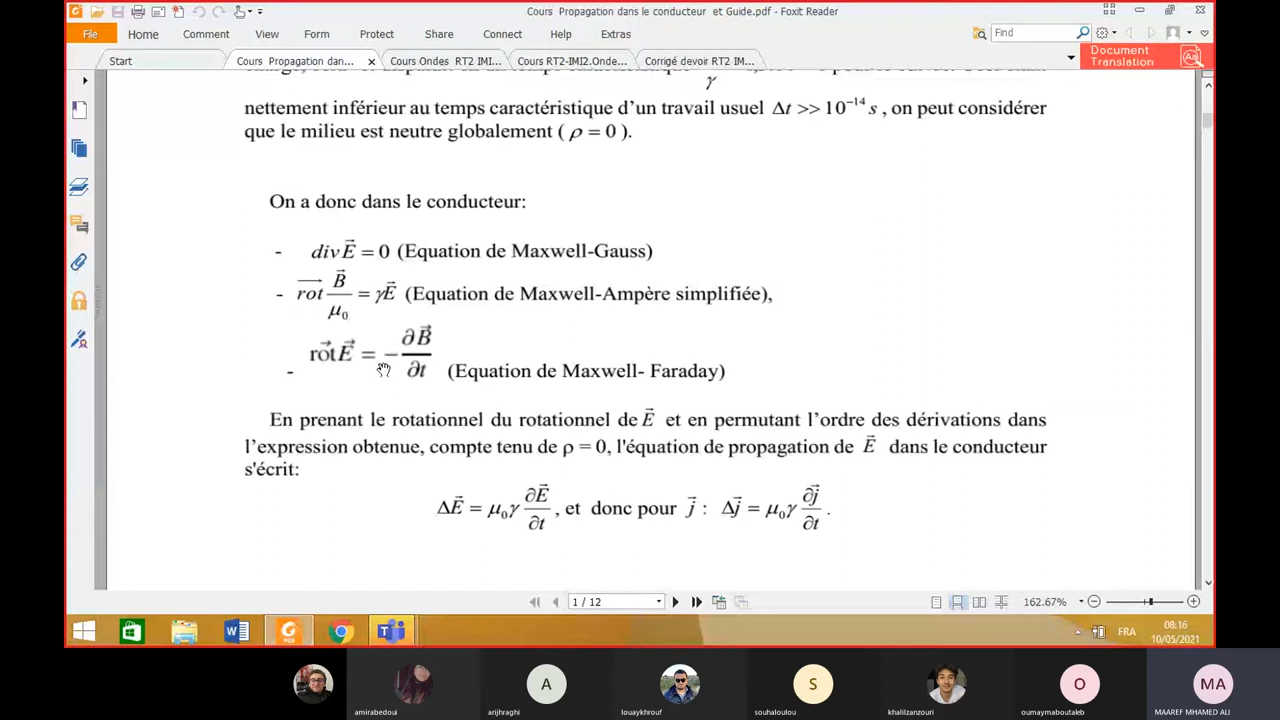 Cours Propagation dans le conducteur et Guide.pdf - Foxit Reader
File Home Comment View Form Protect Share Connect Help Extras Find
Document Translation
Start Cours Propagation dan... Cours Ondes RT2 IMI... Cours RT2-IMI2.Onde... Corrigé devoir RT2 IM...
γ
nettement inférieur au temps caractéristique d'un travail usuel Δt >> 10⁻¹⁴ s , on peut considérer
que le milieu est neutre globalement ( ρ = 0 ).
On a donc dans le conducteur:
- div E⃗ = 0 (Equation de Maxwell-Gauss)
- rot⃗ B⃗/μ₀ = γE⃗ (Equation de Maxwell-Ampère simplifiée),
- rot⃗ E⃗ = − ∂B⃗/∂t (Equation de Maxwell- Faraday)
En prenant le rotationnel du rotationnel de E⃗ et en permutant l'ordre des dérivations dans
l'expression obtenue, compte tenu de ρ = 0, l'équation de propagation de E⃗ dans le conducteur
s'écrit:
ΔE⃗ = μ₀γ ∂E⃗/∂t , et donc pour j⃗ : Δj⃗ = μ₀γ ∂j⃗/∂t .
1 / 12 162.67%
FRA 08:16
10/05/2021
A S O MA
amirabedoui arijhraghi louaykhrouf souhaloulou khalilzanzouri oumaymaboutaleb MAAREF MHAMED ALI